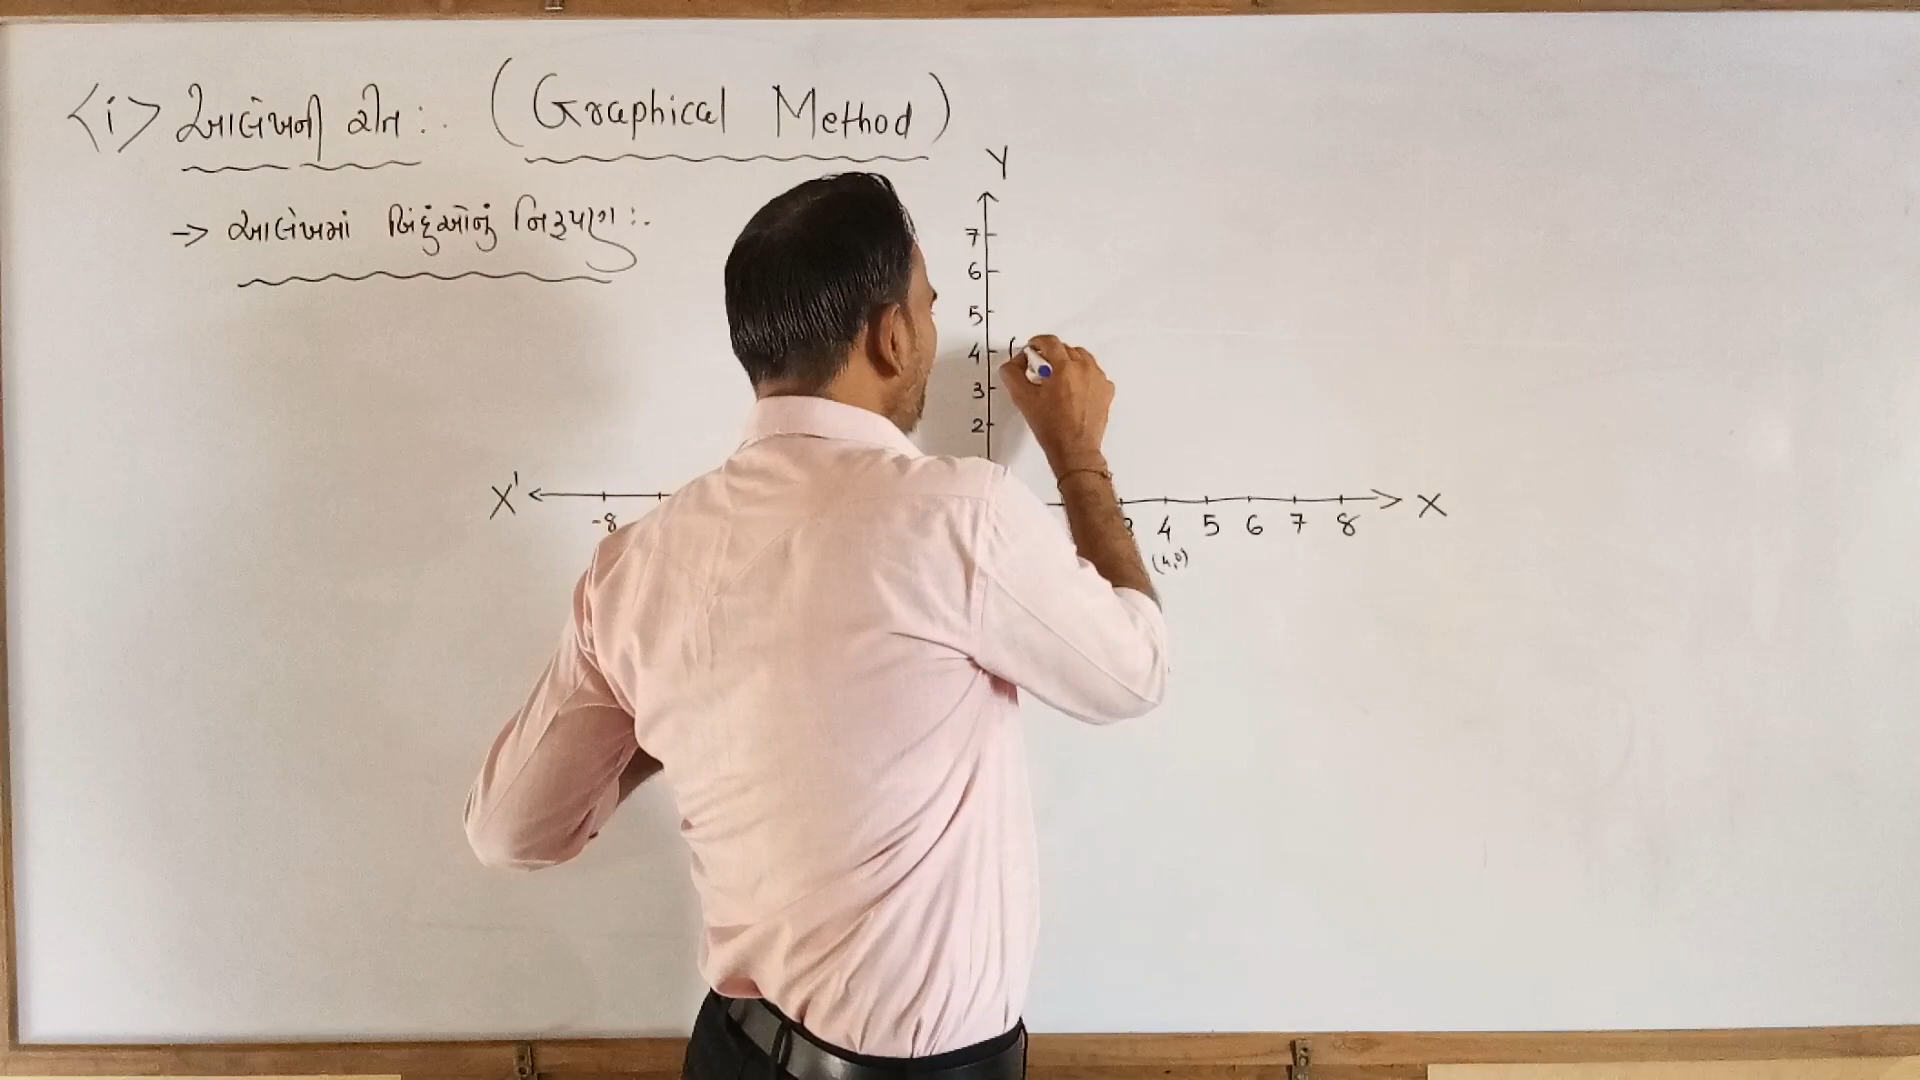 <i> આલેખની રીત :- (Graphical Method)
→ આલેખમાં બિંદુઓનું નિરૂપણ :-
Y
7
6
5
4 (
3
2
X' -8 3 4 5 6 7 8 X
(4,0)